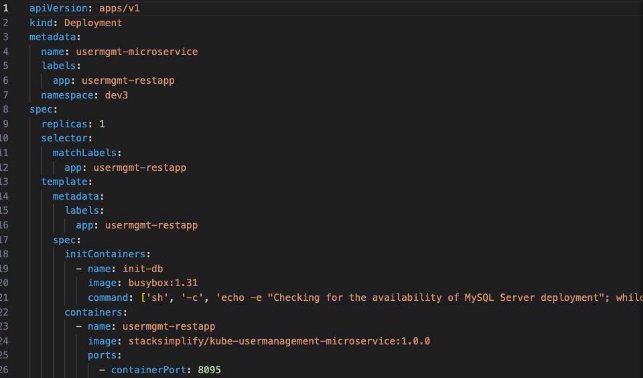 1 apiVersion: apps/v1
2 kind: Deployment
3 metadata:
4   name: usermgmt-microservice
5   labels:
6     app: usermgmt-restapp
7   namespace: dev3
8 spec:
9   replicas: 1
10   selector:
11     matchLabels:
12       app: usermgmt-restapp
13   template:
14     metadata:
15       labels:
16         app: usermgmt-restapp
17     spec:
18       initContainers:
19         - name: init-db
20           image: busybox:1.31
21           command: ['sh', '-c', 'echo -e "Checking for the availability of MySQL Server deployment"; while
22       containers:
23         - name: usermgmt-restapp
24           image: stacksimplify/kube-usermanagement-microservice:1.0.0
25           ports:
26             - containerPort: 8095